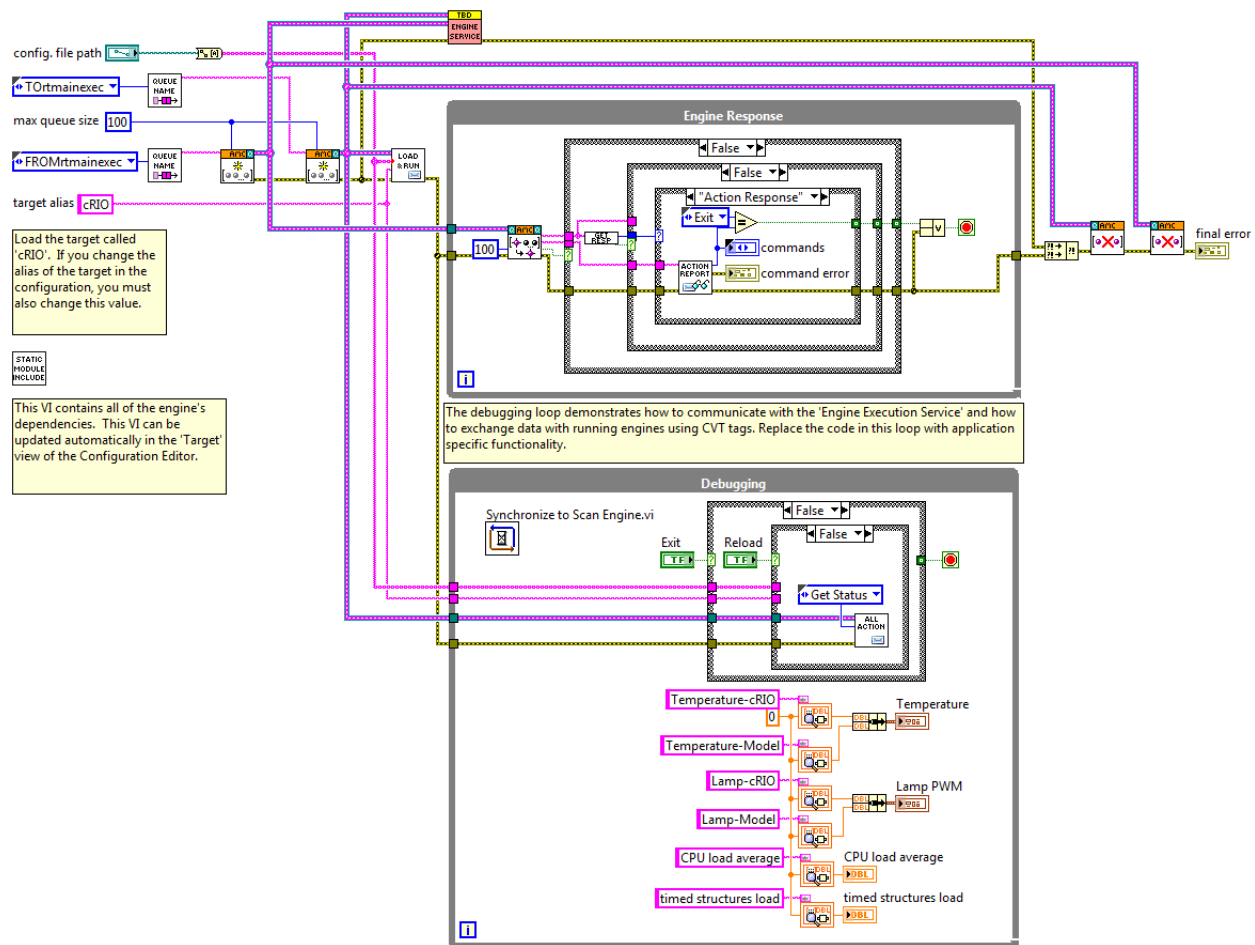 TBD
ENGINE
SERVICE
config. file path
TOrtmainexec
QUEUE
NAME
max queue size 100
FROMrtmainexec
QUEUE
NAME
AMC
AMC
LOAD
& RUN
target alias cRIO
Load the target called
'cRIO'. If you change the
alias of the target in the
configuration, you must
also change this value.
STATIC
MODULE
INCLUDE
This VI contains all of the engine's
dependencies. This VI can be
updated automatically in the 'Target'
view of the Configuration Editor.
Engine Response
False
False
"Action Response"
Exit
=
commands
command error
100
AMC
GET
RESP
ACTION
REPORT
V
i
AMC
AMC
final error
The debugging loop demonstrates how to communicate with the 'Engine Execution Service' and how
to exchange data with running engines using CVT tags. Replace the code in this loop with application
specific functionality.
Debugging
Synchronize to Scan Engine.vi
False
False
Exit
TF
Reload
TF
Get Status
ALL
ACTION
Temperature-cRIO
0
DBL
DBL
DBL
Temperature
Temperature-Model
DBL
Lamp-cRIO
DBL
DBL
DBL
Lamp PWM
Lamp-Model
DBL
CPU load average
DBL
CPU load average
DBL
timed structures load
DBL
timed structures load
DBL
i